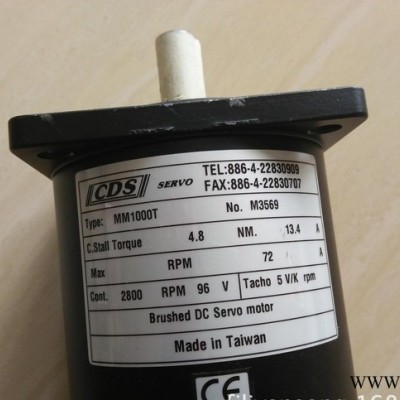 CDS SERVO TEL:886-4-22830909
FAX:886-4-22830707
Type: MM1000T No. M3569
C.Stall Torque 4.8 NM. 13.4 A
Max RPM 72 A
Cont. 2800 RPM 96 V Tacho 5 V/K rpm
Brushed DC Servo motor
Made in Taiwan
CE
www